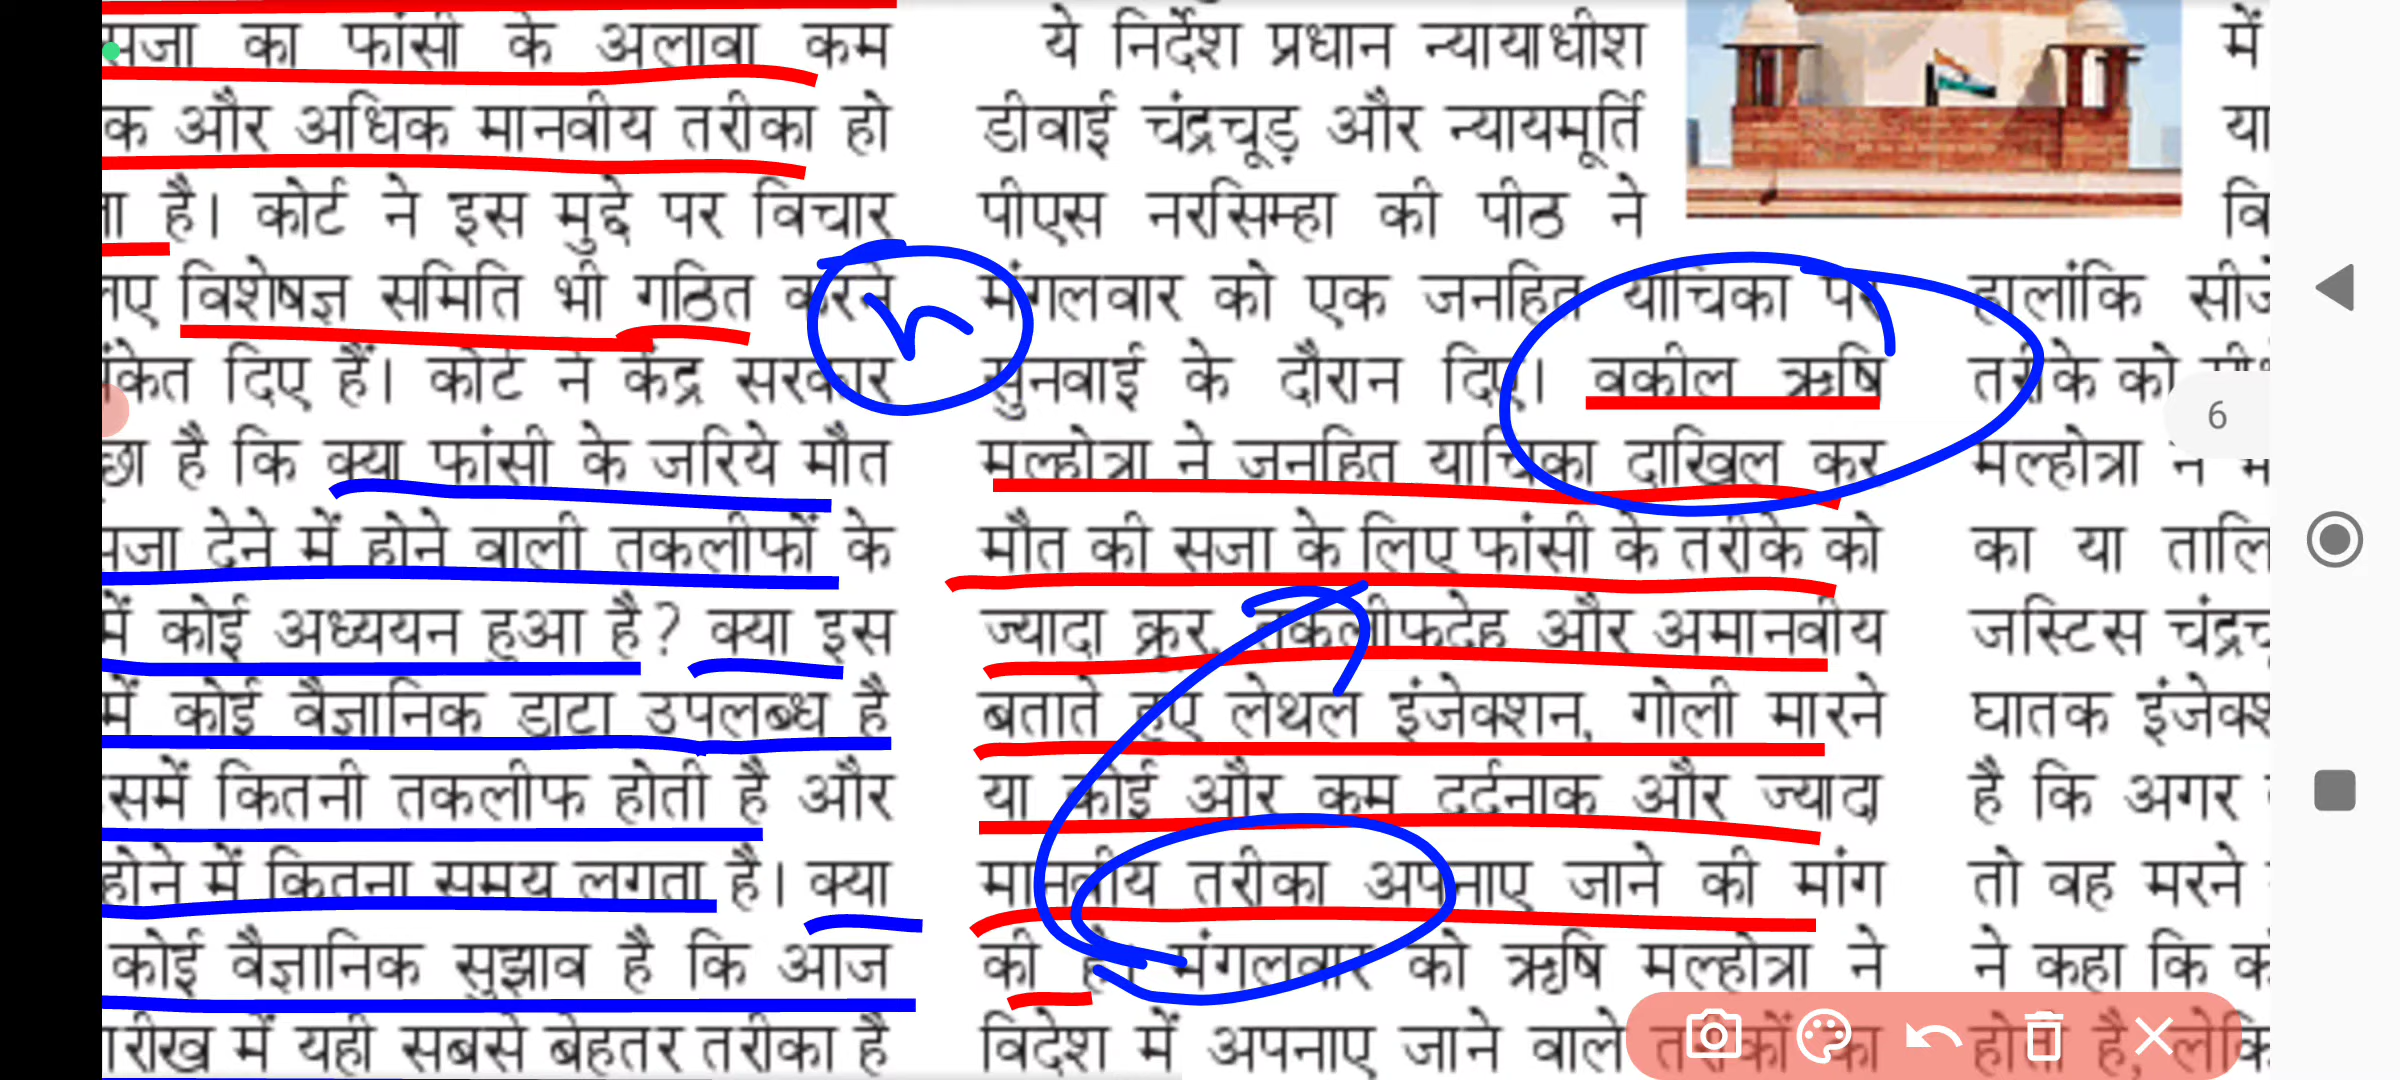 सजा का फांसी के अलावा कम
क और अधिक मानवीय तरीका हो
ता है। कोर्ट ने इस मुद्दे पर विचार
विशेषज्ञ समिति भी गठित करने
दिए हैं। कोर्ट ने केंद्र सरकार
छा है कि क्या फांसी के जरिये मौत
सजा देने में होने वाली तकलीफों के
में कोई अध्ययन हुआ है? क्या इस
में कोई वैज्ञानिक डाटा उपलब्ध है
समें कितनी तकलीफ होती है और
होने में कितना समय लगता है। क्या
कोई वैज्ञानिक सुझाव है कि आज
में यही सबसे बेहतर तरीका है
ये निर्देश प्रधान न्यायाधीश
डीवाई चंद्रचूड़ और न्यायमूर्ति
पीएस नरसिम्हा की पीठ ने
मंगलवार को एक जनहित याचिका पर
सुनवाई के दौरान दिए। वकील ऋषि
मल्होत्रा ने जनहित याचिका दाखिल कर
मौत की सजा के लिए फांसी के तरीके को
ज्यादा क्रूर, तकलीफदेह और अमानवीय
बताते हुए लेथल इंजेक्शन, गोली मारने
या कोई और कम दर्दनाक और ज्यादा
मानवीय तरीका अपनाए जाने की मांग
की है। मंगलवार को ऋषि मल्होत्रा ने
विदेश में अपनाए जाने वाले तरीकों का
में
या
वि
हालांकि
तरीके को
मल्होत्रा ने
का या
जस्टिस
घातक
है कि अगर
तो वह मरने
ने कहा कि
होता है,
6